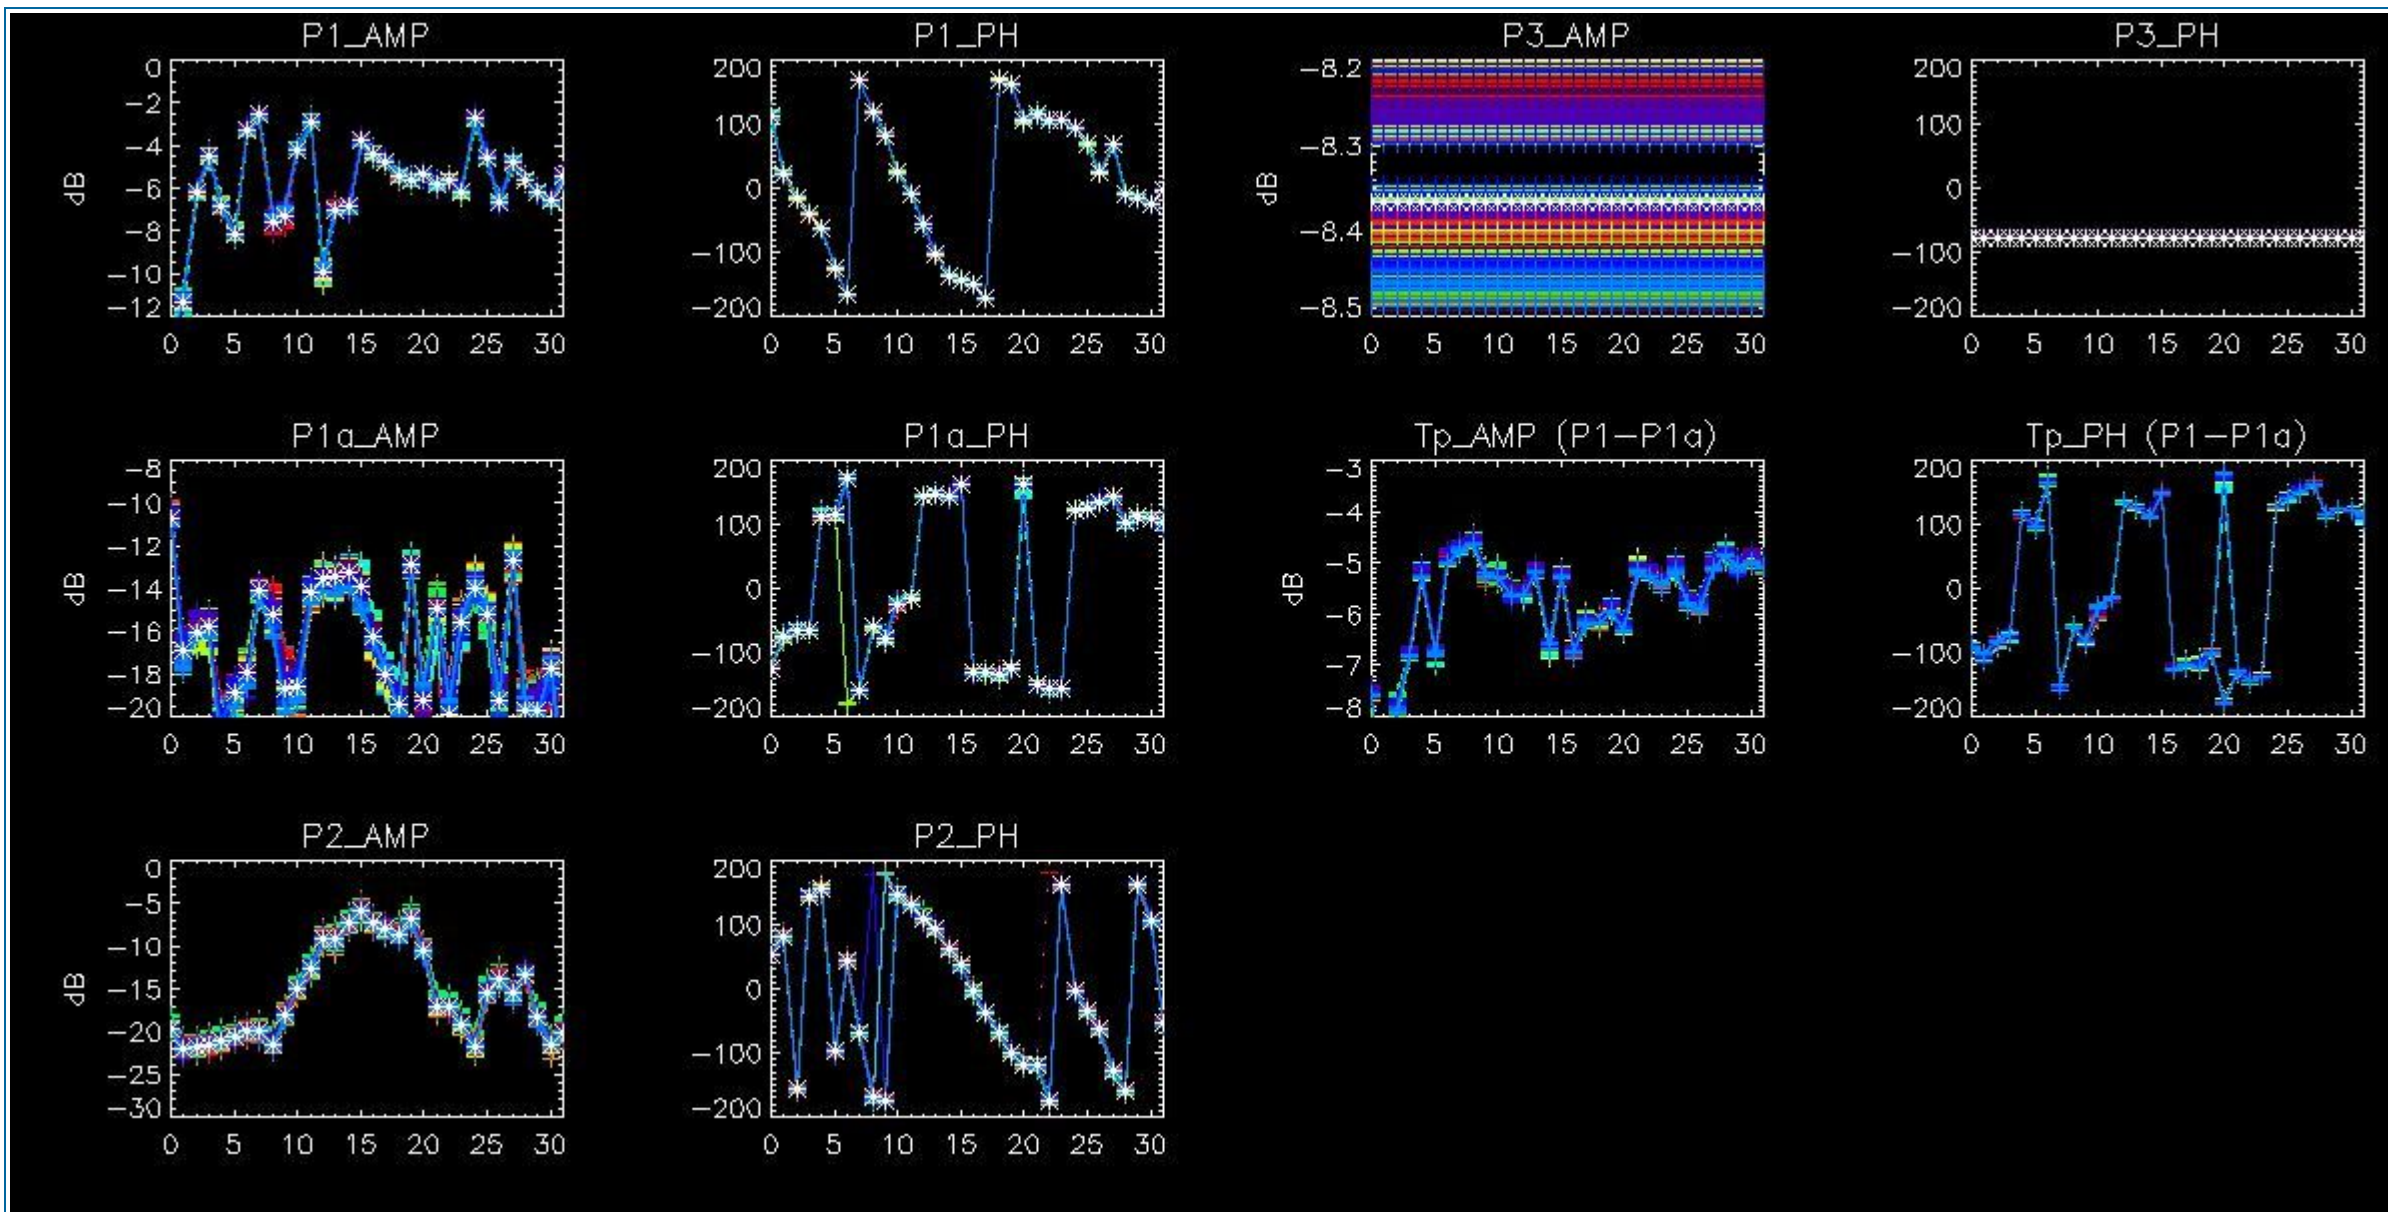 P1_AMP
0
−2
−4
−6
−8
−10
−12
dB
0 5 10 15 20 25 30
P1_PH
200
100
0
−100
−200
0 5 10 15 20 25 30
P3_AMP
−8.2
−8.3
−8.4
−8.5
dB
0 5 10 15 20 25 30
P3_PH
200
100
0
−100
−200
0 5 10 15 20 25 30
P1a_AMP
−8
−10
−12
−14
−16
−18
−20
dB
0 5 10 15 20 25 30
P1a_PH
200
100
0
−100
−200
0 5 10 15 20 25 30
Tp_AMP (P1−P1a)
−3
−4
−5
−6
−7
−8
dB
0 5 10 15 20 25 30
Tp_PH (P1−P1a)
200
100
0
−100
−200
0 5 10 15 20 25 30
P2_AMP
0
−5
−10
−15
−20
−25
−30
dB
0 5 10 15 20 25 30
P2_PH
200
100
0
−100
−200
0 5 10 15 20 25 30